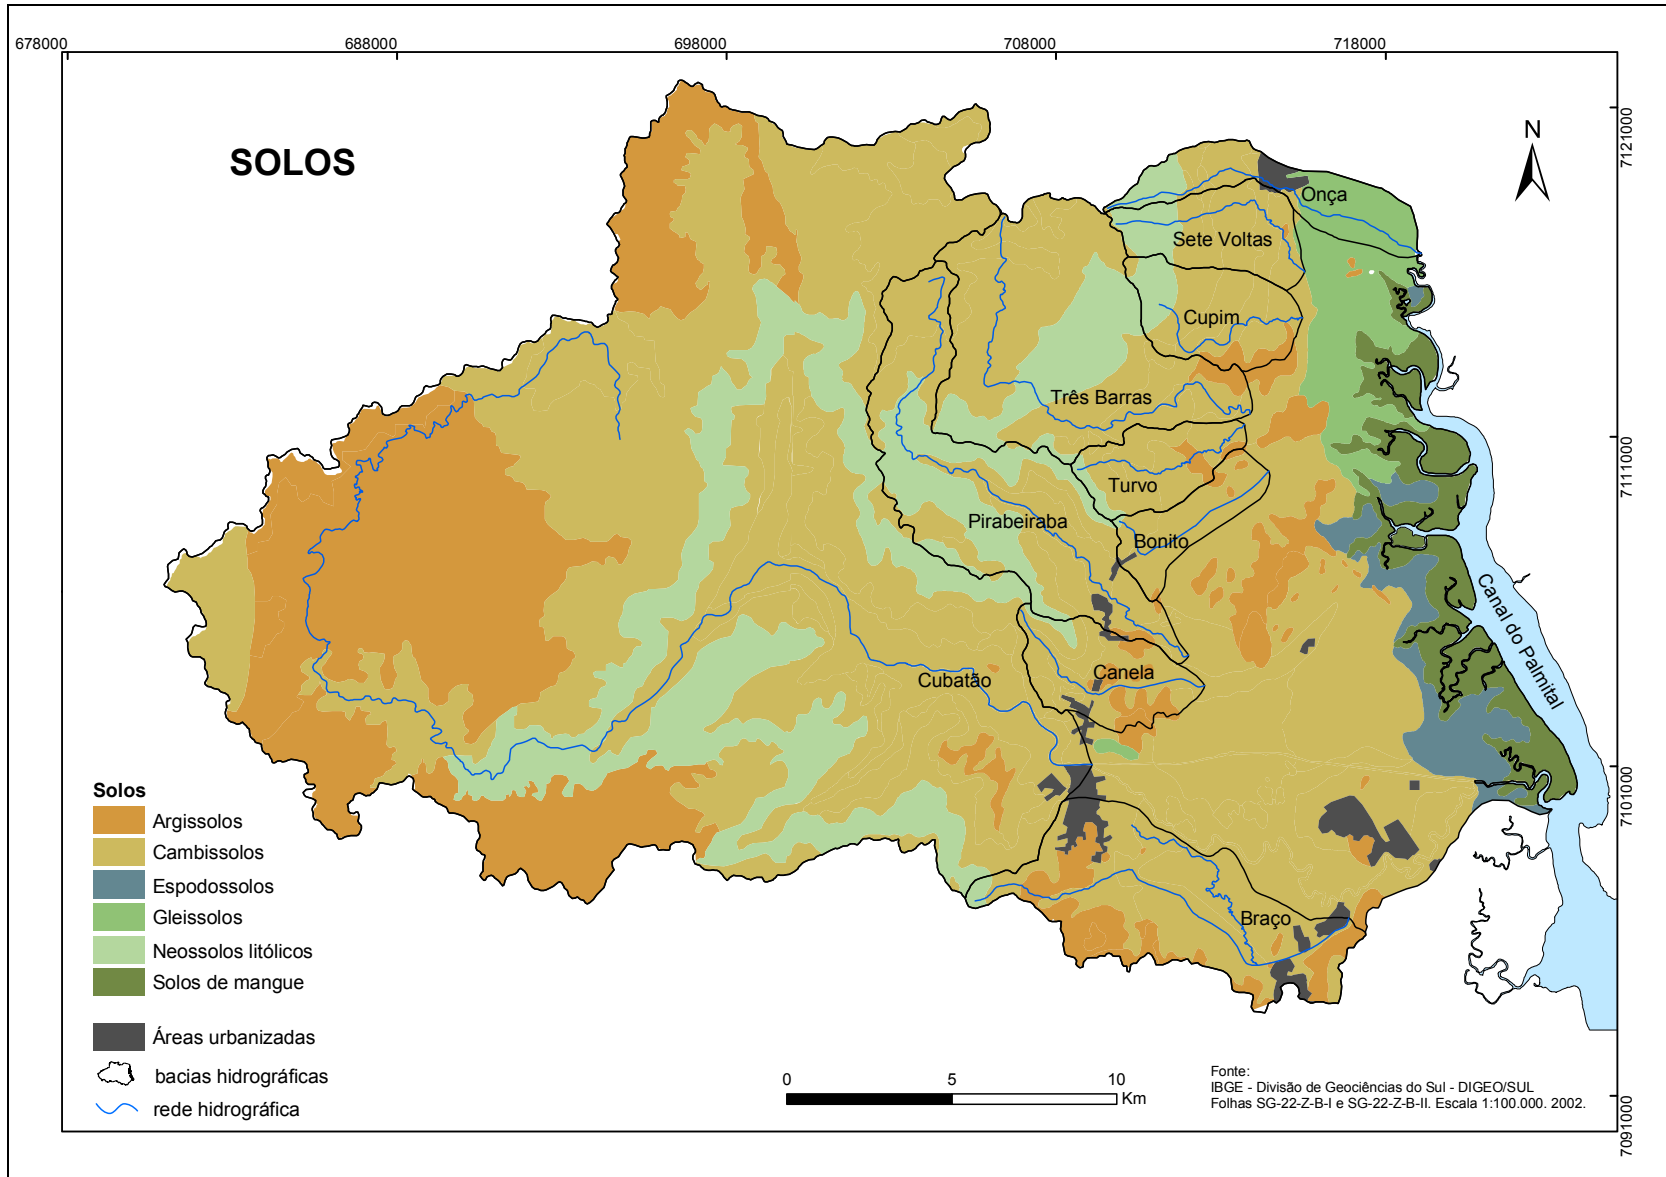 678000
688000
698000
708000
718000
7121000
SOLOS
N
Onça
Sete Voltas
Cupim
Três Barras
7111000
Turvo
Pirabeiraba
Bonito
Canal do Palmital
Canela
Cubatão
7101000
Braço
Solos
Argissolos
Cambissolos
Espodossolos
Gleissolos
Neossolos litólicos
Solos de mangue
Áreas urbanizadas
bacias hidrográficas
rede hidrográfica
0 5 10
Km
Fonte:
IBGE - Divisão de Geociências do Sul - DIGEO/SUL
Folhas SG-22-Z-B-I e SG-22-Z-B-II. Escala 1:100.000. 2002.
7091000